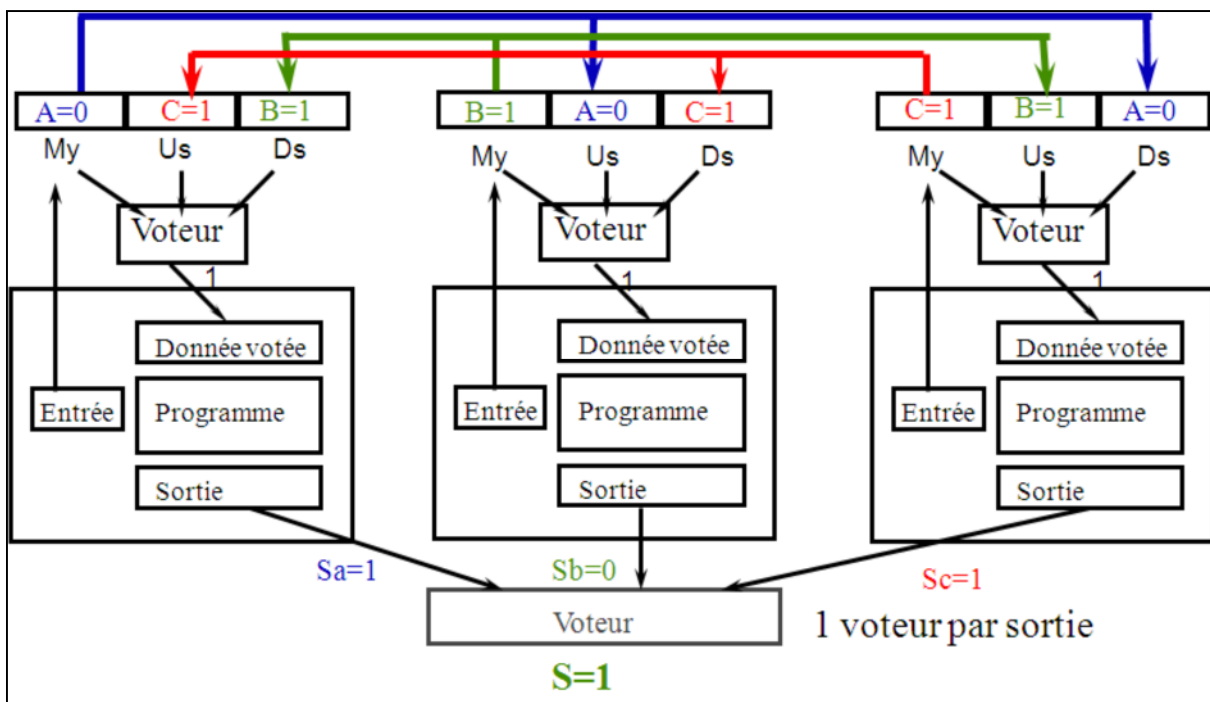 A=0 C=1 B=1 B=1 A=0 C=1 C=1 B=1 A=0
My Us Ds My Us Ds My Us Ds
Voteur Voteur Voteur
1 1 1
Donnée votée Donnée votée Donnée votée
Entrée Programme Entrée Programme Entrée Programme
Sortie Sortie Sortie
Sa=1 Sb=0 Sc=1
Voteur 1 voteur par sortie
S=1